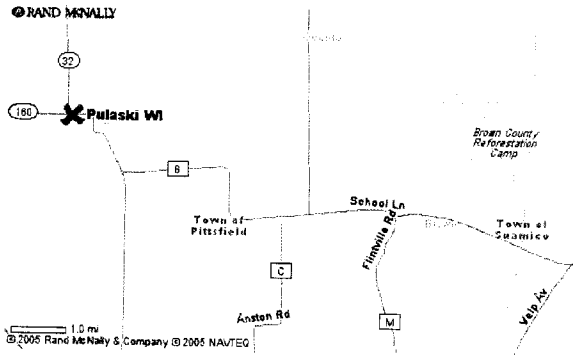 RAND McNALLY
32
160
Pulaski WI
Brown County
Reforestation
Camp
B
School Ln
Town of
Pittsfield
Flintville Rd
Town of
Suamico
C
Anston Rd
M
Velp Av
1.0 mi
© 2005 Rand McNally & Company © 2005 NAVTEQ